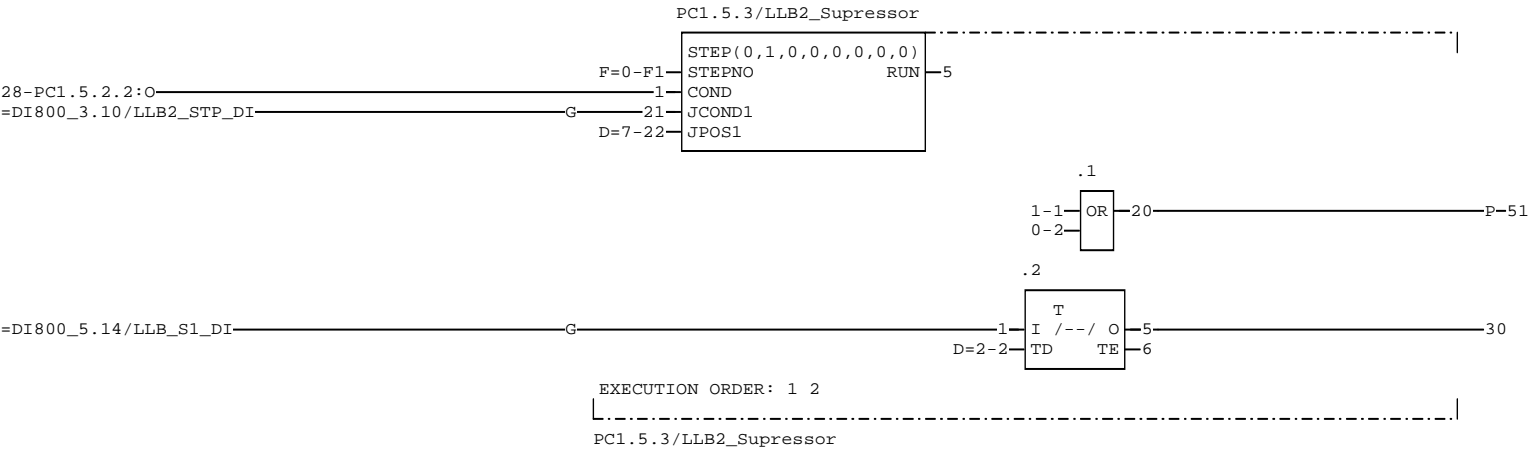 PC1.5.3/LLB2_Supressor
STEP(0,1,0,0,0,0,0,0)
F=0-F1 STEPNO RUN 5
28-PC1.5.2.2:O 1 COND
=DI800_3.10/LLB2_STP_DI G 21 JCOND1
D=7-22 JPOS1
.1
1-1 OR 20 P-51
0-2
.2
T
=DI800_5.14/LLB_S1_DI G 1 I /--/ O 5 30
D=2-2 TD TE 6
EXECUTION ORDER: 1 2
PC1.5.3/LLB2_Supressor